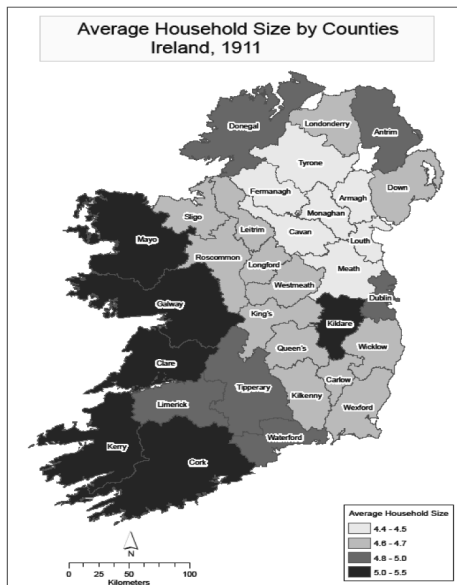 Average Household Size by Counties
Ireland, 1911
Donegal
Londonderry
Antrim
Tyrone
Fermanagh
Armagh
Down
Monaghan
Sligo
Leitrim
Cavan
Louth
Mayo
Roscommon
Longford
Meath
Westmeath
Galway
Dublin
King's
Kildare
Queen's
Wicklow
Clare
Carlow
Tipperary
Limerick
Kilkenny
Wexford
Waterford
Kerry
Cork
N
0 25 50 100
Kilometers
Average Household Size
4.4 - 4.5
4.6 - 4.7
4.8 - 5.0
5.0 - 5.5